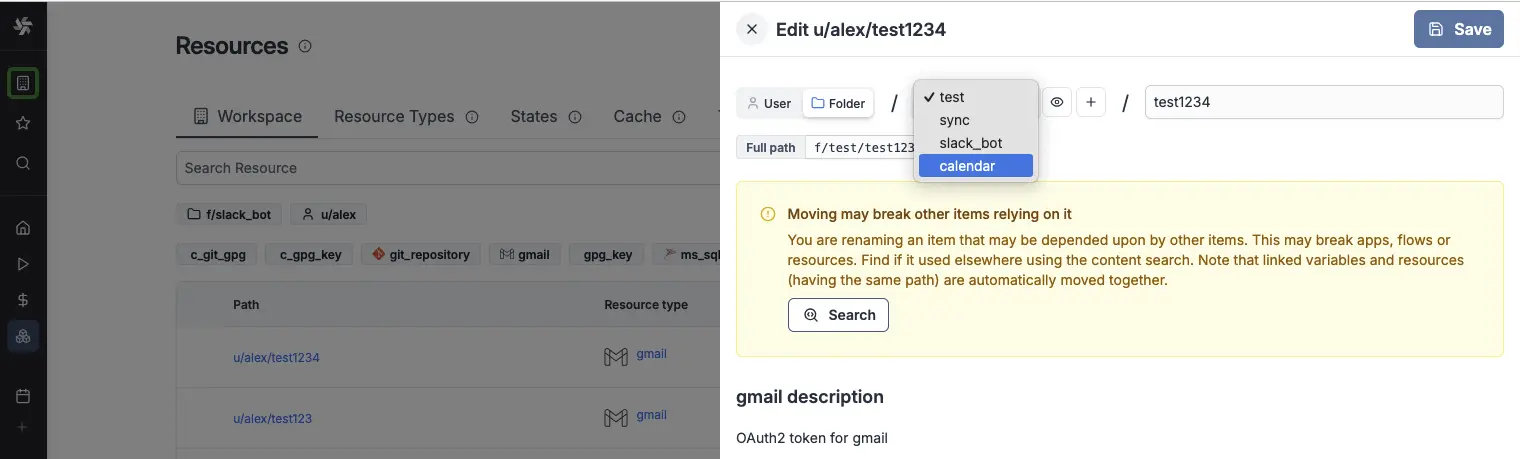 Resources
Workspace
Resource Types
States
Cache
Search Resource
f/slack_bot
u/alex
c_git_gpg
c_gpg_key
git_repository
gmail
gpg_key
Path
Resource type
u/alex/test1234
gmail
u/alex/test123
gmail
Edit u/alex/test1234
Save
User
Folder
/
✓ test
sync
slack_bot
calendar
/
test1234
Full path
f/test/test123
Moving may break other items relying on it
You are renaming an item that may be depended upon by other items. This may break apps, flows or
resources. Find if it used elsewhere using the content search. Note that linked variables and resources
(having the same path) are automatically moved together.
Search
gmail description
OAuth2 token for gmail